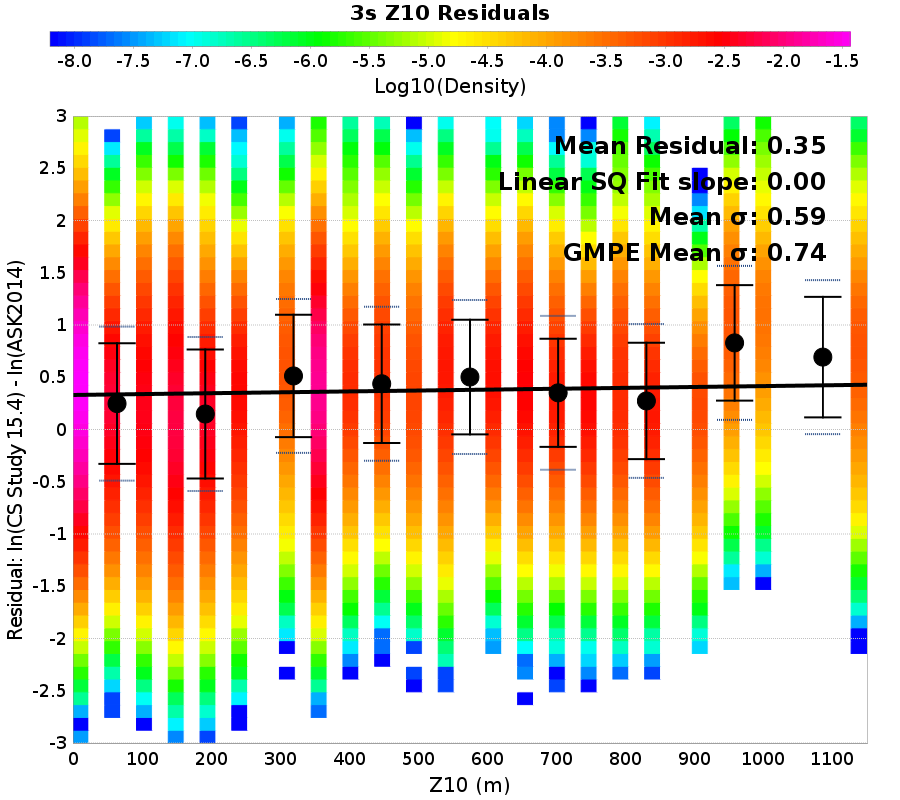 3s Z10 Residuals
-8.0 -7.5 -7.0 -6.5 -6.0 -5.5 -5.0 -4.5 -4.0 -3.5 -3.0 -2.5 -2.0 -1.5
Log10(Density)
Mean Residual: 0.35
Linear SQ Fit slope: 0.00
Mean σ: 0.59
GMPE Mean σ: 0.74
Residual: ln(CS Study 15.4) - ln(ASK2014)
3
2.5
2
1.5
1
0.5
0
-0.5
-1
-1.5
-2
-2.5
-3
0 100 200 300 400 500 600 700 800 900 1000 1100
Z10 (m)